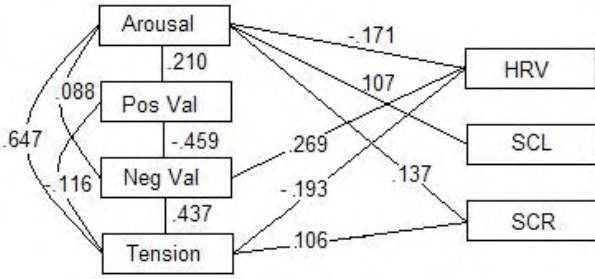 Arousal
-.171
HRV
.210
.088
Pos Val
.107
SCL
.647
-.459
.269
-.116
Neg Val
-.193
.137
.437
SCR
Tension
.106